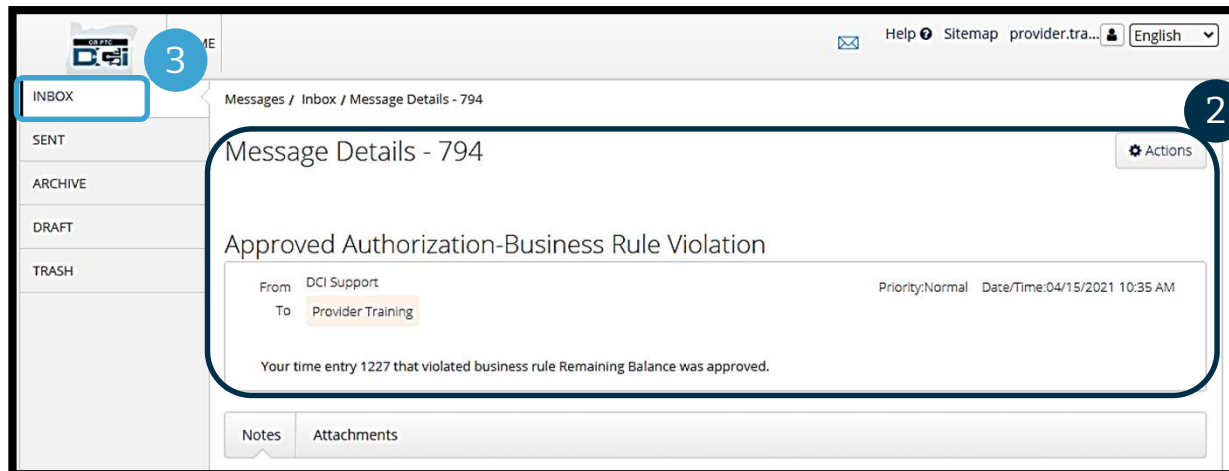 OR PTC
DCI
ME
Help Sitemap provider.tra... English
3
INBOX
Messages / Inbox / Message Details - 794
2
SENT
Message Details - 794
Actions
ARCHIVE
DRAFT
Approved Authorization-Business Rule Violation
TRASH
From DCI Support
Priority:Normal Date/Time:04/15/2021 10:35 AM
To Provider Training
Your time entry 1227 that violated business rule Remaining Balance was approved.
Notes Attachments